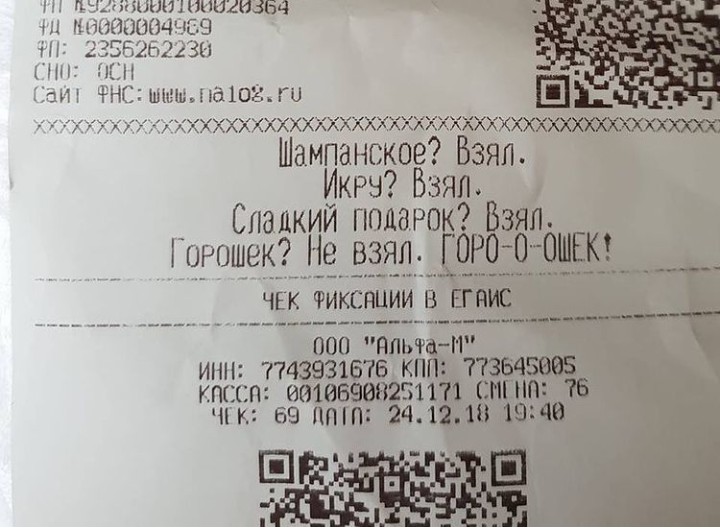 ФП №9288000100020364
ФД №0000004969
ФП: 2356262230
СНО: ОСН
Сайт ФНС: www.nalog.ru
Шампанское? Взял.
Икру? Взял.
Сладкий подарок? Взял.
Горошек? Не взял. ГОРО-О-ОШЕК!
ЧЕК ФИКСАЦИИ В ЕГАИС
ООО "Альфа-М"
ИНН: 7743931676 КПП: 773645005
КАССА: 00106908251171 СМЕНА: 76
ЧЕК: 69 ДАТА: 24.12.18 19:40